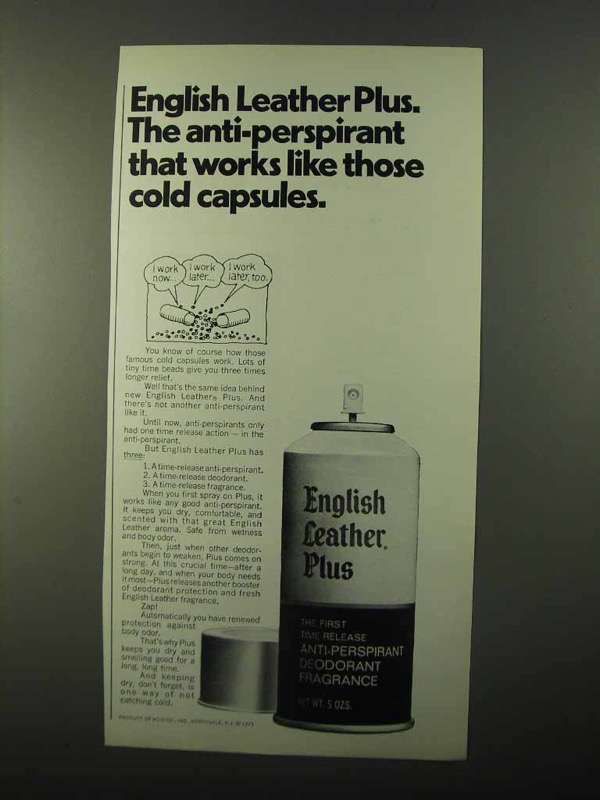 English Leather Plus.
The anti-perspirant
that works like those
cold capsules.
I work
now...
I work
later...
I work
later, too.
You know of course how those
famous cold capsules work. Lots of
tiny time beads give you three times
longer relief.
Well that's the same idea behind
new English Leather® Plus. And
there's not another anti-perspirant
like it.
Until now, anti-perspirants only
had one time release action — in the
anti-perspirant.
But English Leather Plus has
three:
1. A time-release anti-perspirant.
2. A time-release deodorant.
3. A time-release fragrance.
When you first spray on Plus, it
works like any good anti-perspirant.
It keeps you dry, comfortable, and
scented with that great English
Leather aroma. Safe from wetness
and body odor.
Then, just when other deodor-
ants begin to weaken, Plus comes on
strong. At this crucial time—after a
long day, and when your body needs
it most—Plus releases another booster
of deodorant protection and fresh
English Leather fragrance.
Zap!
Automatically you have renewed
protection against
body odor.
That's why Plus
keeps you dry and
smelling good for a
long, long time.
And keeping
dry, don't forget, is
one way of not
catching cold.
PRODUCT OF INC. NORTHVALE, N.J.
English
Leather®
Plus
THE FIRST
TIME RELEASE
ANTI-PERSPIRANT
DEODORANT
FRAGRANCE
NET WT. 5 OZS.